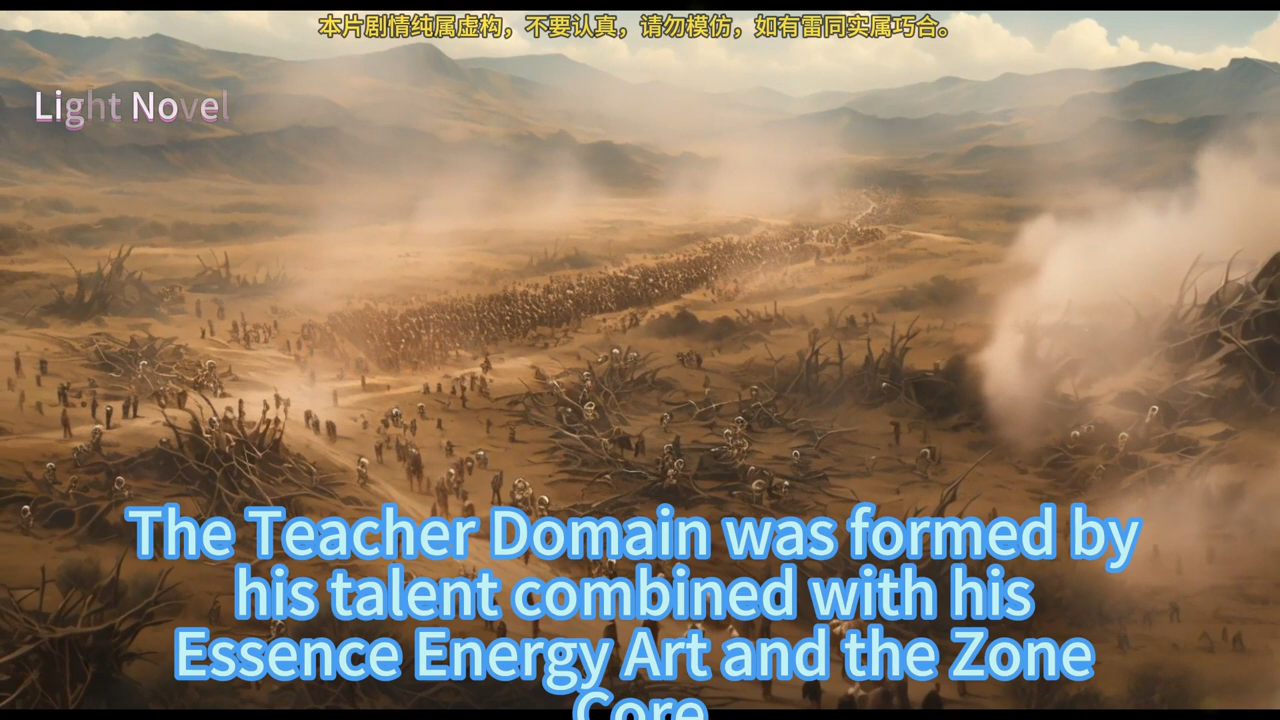 本片剧情纯属虚构，不要认真，请勿模仿，如有雷同实属巧合。
Light Novel
The Teacher Domain was formed by
his talent combined with his
Essence Energy Art and the Zone
Core